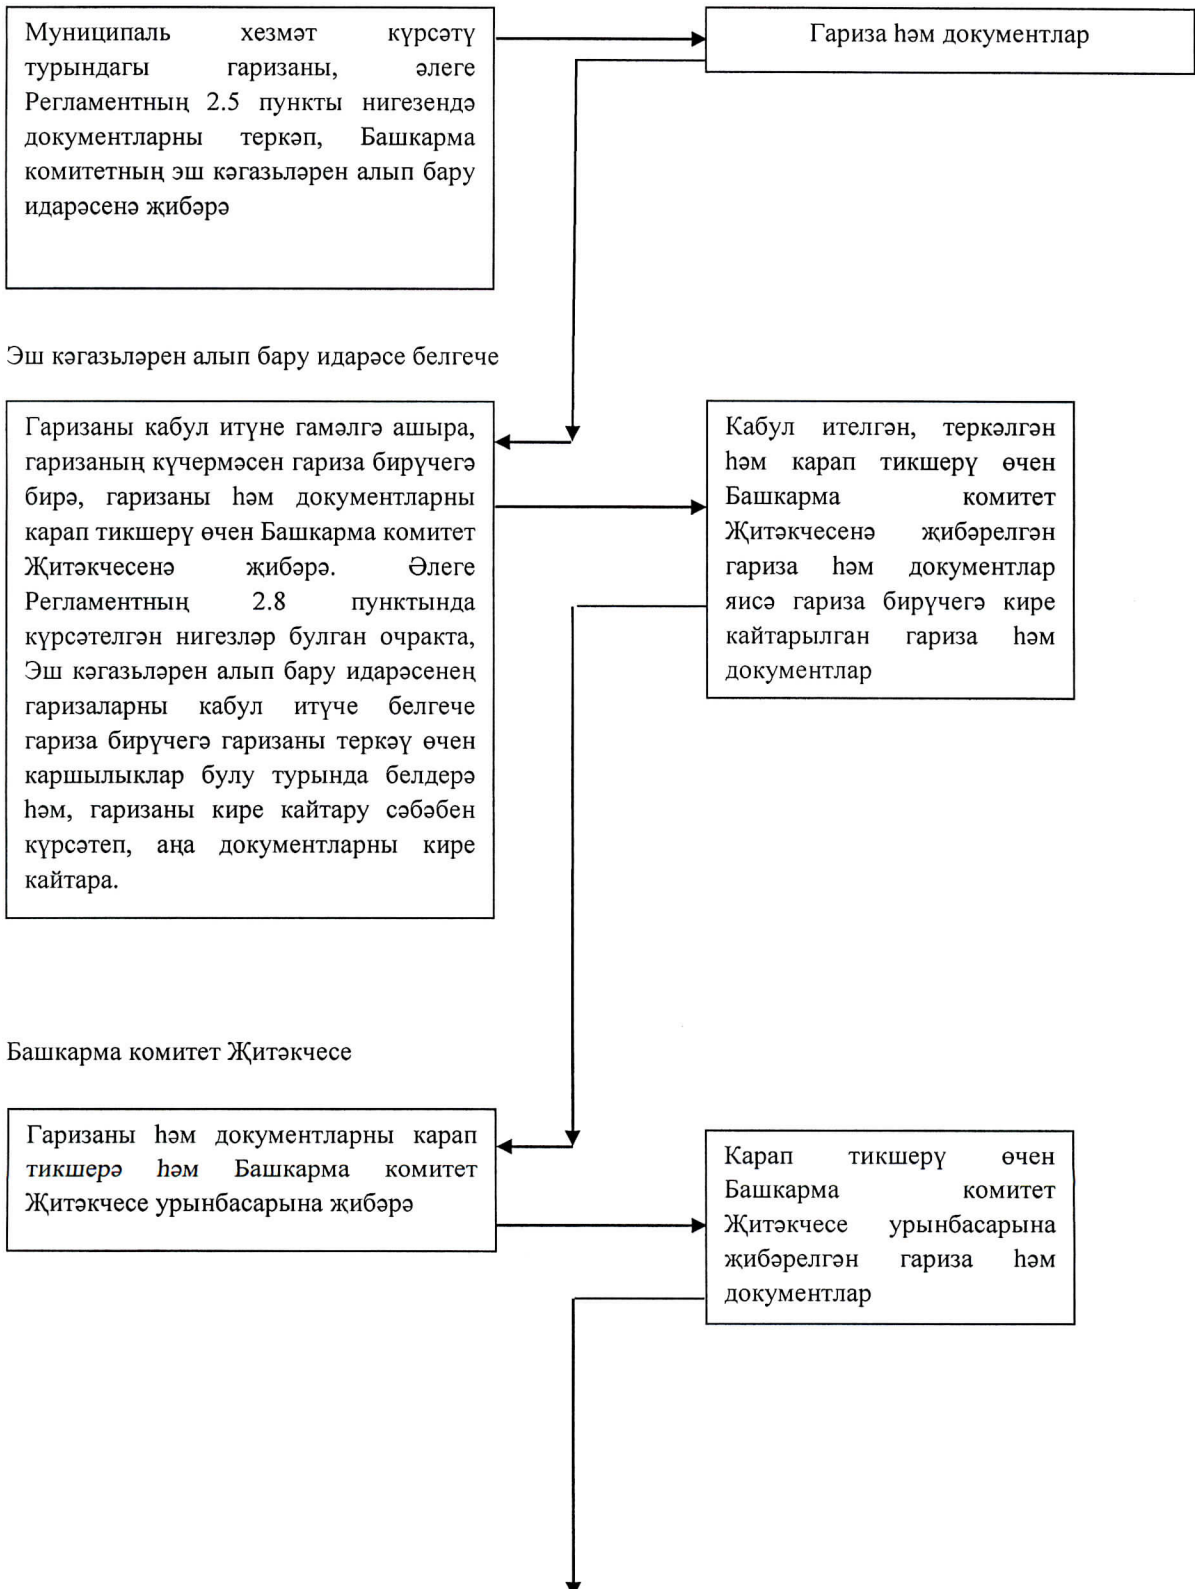 Муниципаль хезмәт күрсәтү
турындагы гаризаны, әлеге
Регламентның 2.5 пункты нигезендә
документларны теркәп, Башкарма
комитетның эш кәгазьләрен алып бару
идарәсенә җибәрә
Гариза һәм документлар
Эш кәгазьләрен алып бару идарәсе белгече
Гаризаны кабул итүне гамәлгә ашыра,
гаризаның күчермәсен гариза бирүчегә
бирә, гаризаны һәм документларны
карап тикшерү өчен Башкарма комитет
Җитәкчесенә җибәрә. Әлеге
Регламентның 2.8 пунктында
күрсәтелгән нигезләр булган очракта,
Эш кәгазьләрен алып бару идарәсенең
гаризаларны кабул итүче белгече
гариза бирүчегә гаризаны теркәү өчен
каршылыклар булу турында белдерә
һәм, гаризаны кире кайтару сәбәбен
күрсәтеп, аңа документларны кире
кайтара.
Кабул ителгән, теркәлгән
һәм карап тикшерү өчен
Башкарма комитет
Җитәкчесенә җибәрелгән
гариза һәм документлар
яисә гариза бирүчегә кире
кайтарылган гариза һәм
документлар
Башкарма комитет Җитәкчесе
Гаризаны һәм документларны карап
тикшерә һәм Башкарма комитет
Җитәкчесе урынбасарына җибәрә
Карап тикшерү өчен
Башкарма комитет
Җитәкчесе урынбасарына
җибәрелгән гариза һәм
документлар